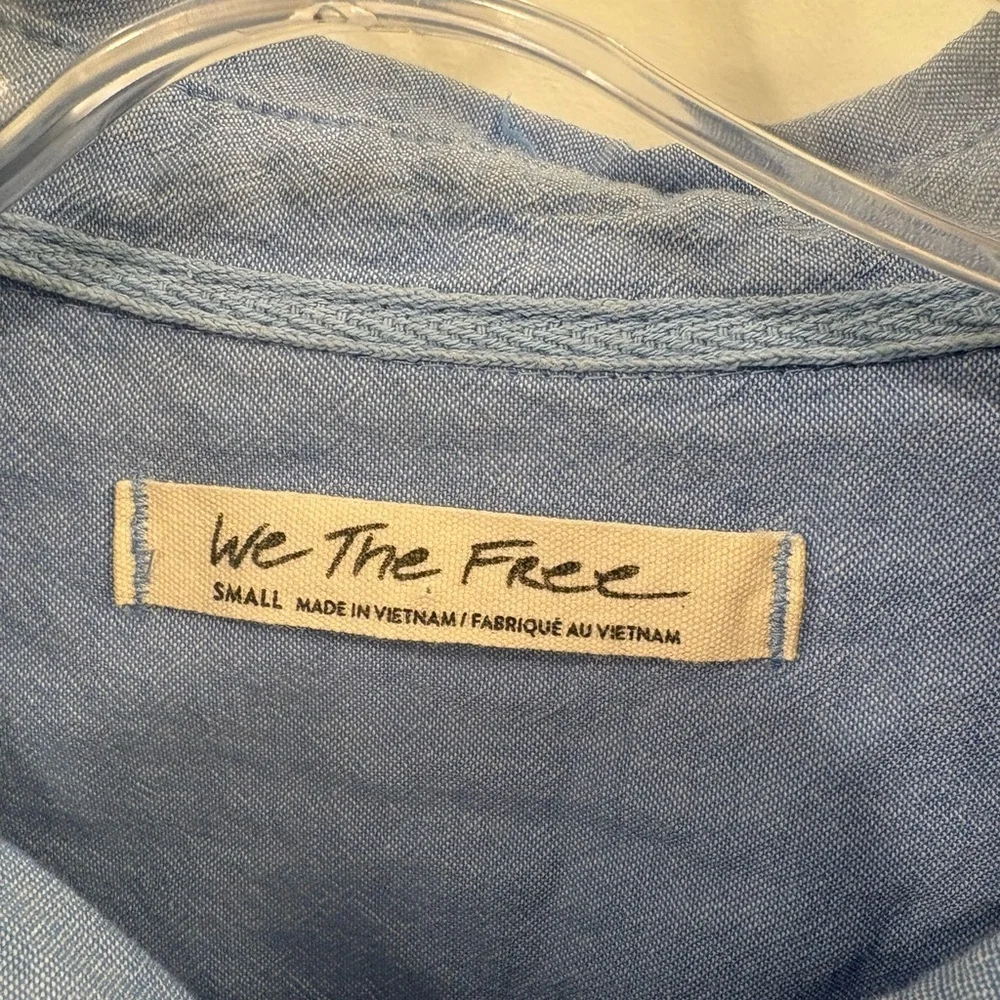 We The Free
SMALL MADE IN VIETNAM / FABRIQUÉ AU VIETNAM